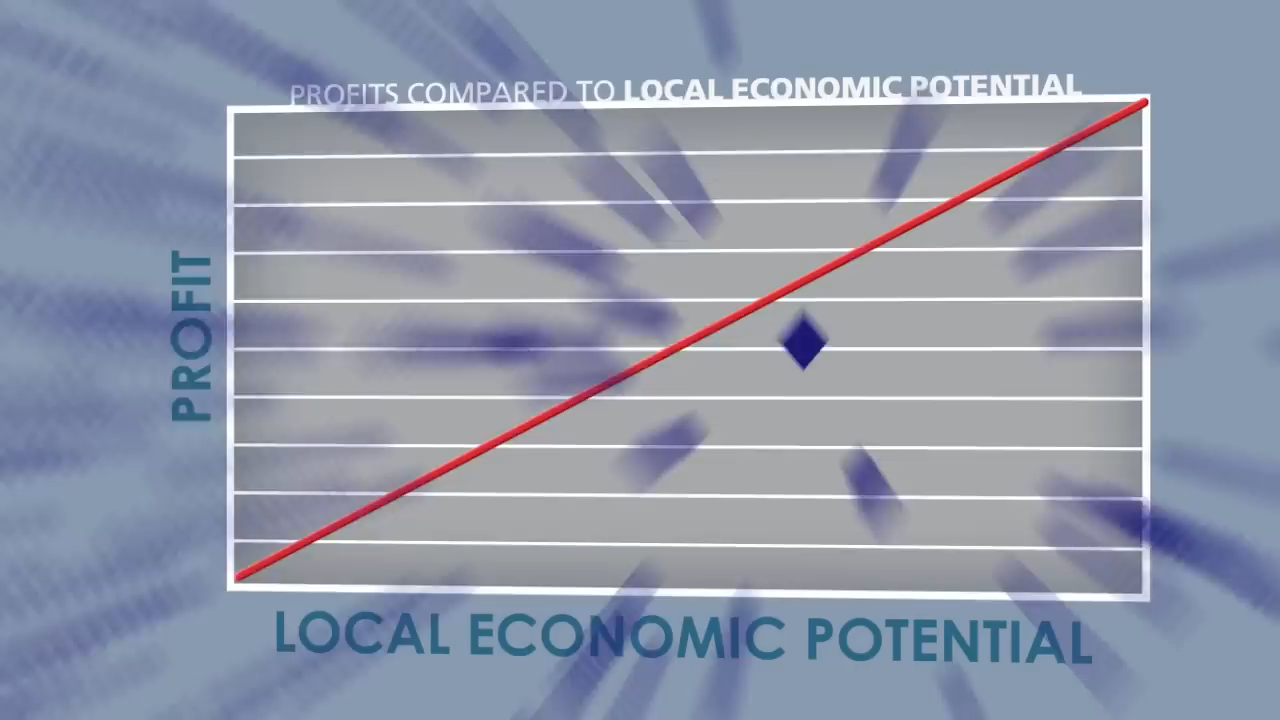 PROFITS COMPARED TO LOCAL ECONOMIC POTENTIAL
PROFIT
LOCAL ECONOMIC POTENTIAL